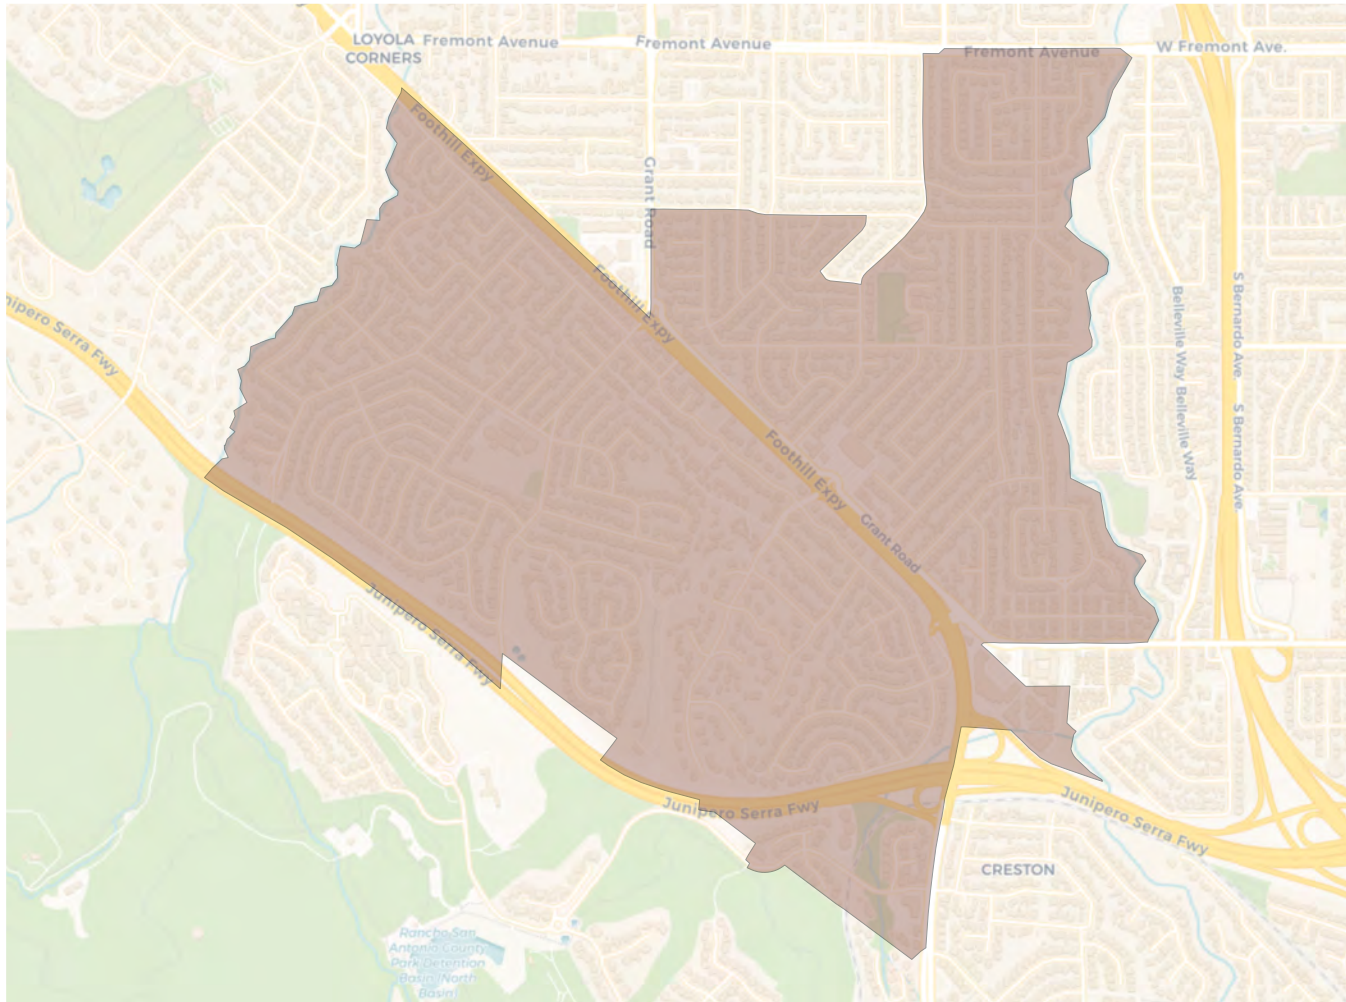 LOYOLA
CORNERS
Fremont Avenue
Fremont Avenue
Fremont Avenue
W Fremont Ave.
Foothill Expy
Grant Road
Foothill Expy
nipero Serra Fwy
Belleville Way
Belleville Way
S Bernardo Ave.
S Bernardo Ave.
Foothill Expy
Grant Road
Junipero Serra Fwy
Junipero Serra Fwy
Junipero Serra Fwy
CRESTON
Rancho San
Antonio County
Park Detention
Basin (North
Basin)